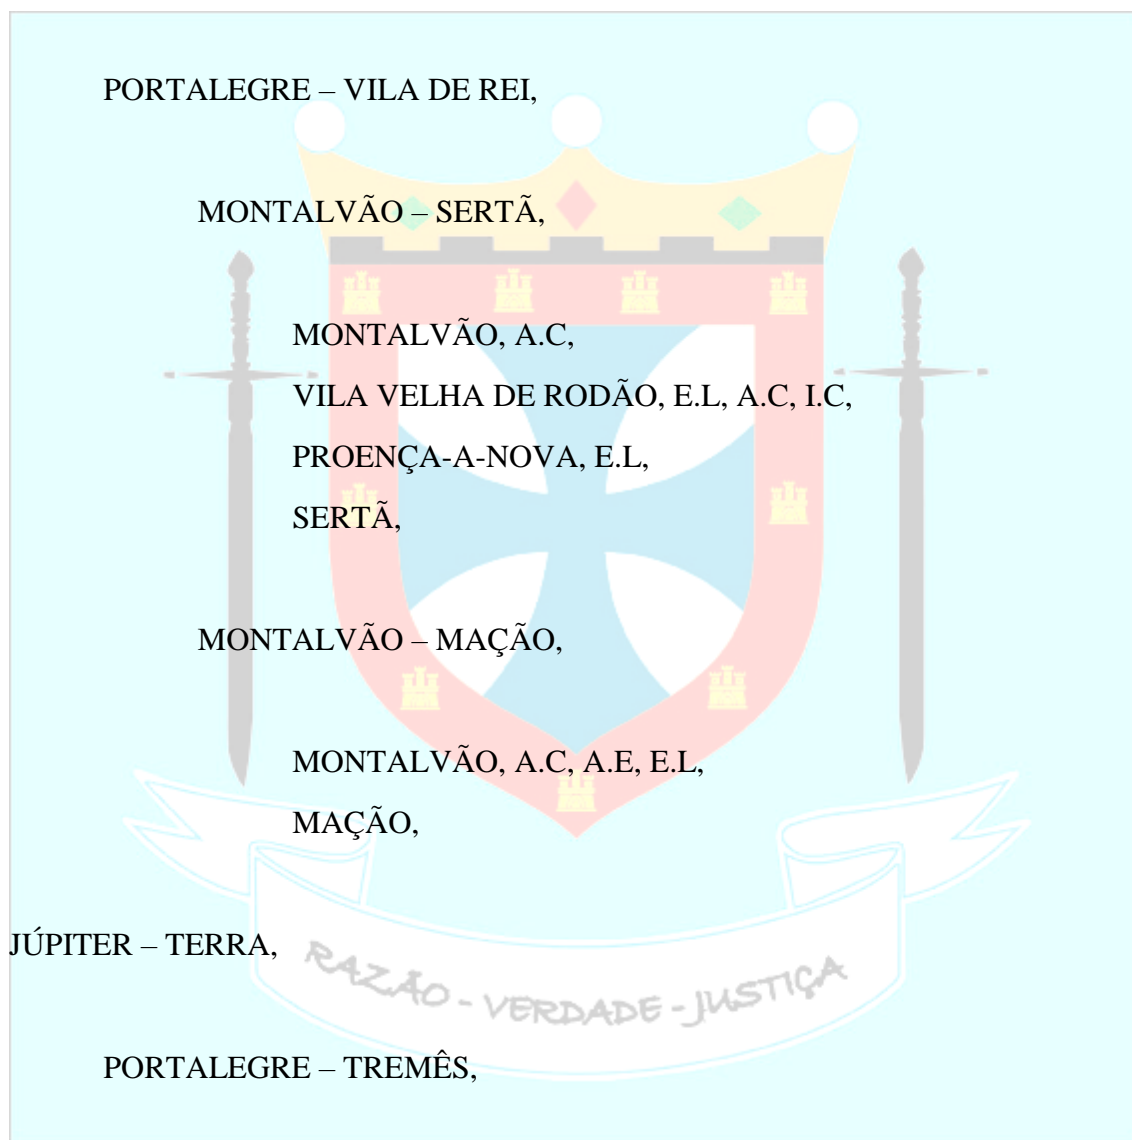 PORTALEGRE – VILA DE REI,
MONTALVÃO – SERTÃ,
MONTALVÃO, A.C,
VILA VELHA DE RODÃO, E.L, A.C, I.C,
PROENÇA-A-NOVA, E.L,
SERTÃ,
MONTALVÃO – MAÇÃO,
MONTALVÃO, A.C, A.E, E.L,
MAÇÃO,
JÚPITER – TERRA,
RAZÃO - VERDADE - JUSTIÇA
PORTALEGRE – TREMÊS,